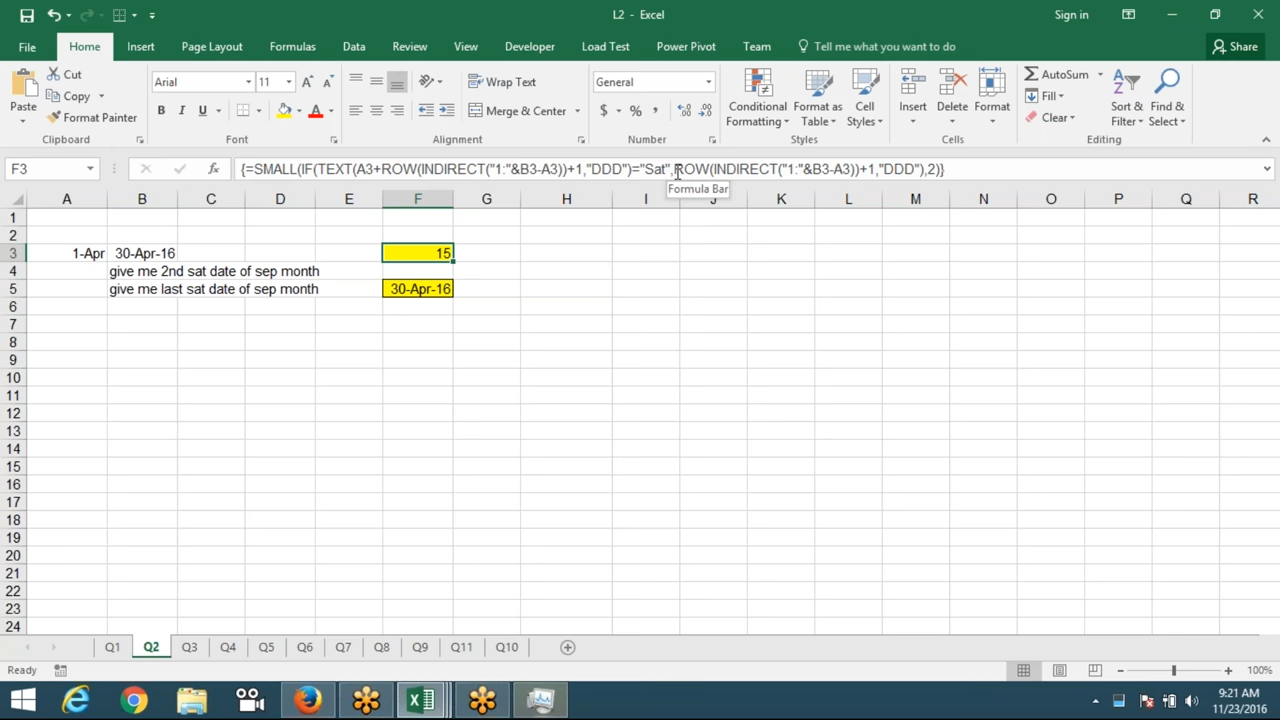 L2 - Excel
Sign in
File Home Insert Page Layout Formulas Data Review View Developer Load Test Power Pivot Team Tell me what you want to do Share
Paste
Cut
Copy
Format Painter
Clipboard
Arial 11
B I U
Font
Wrap Text
Merge & Center
Alignment
General
$ % ,
Number
Conditional Formatting
Format as Table
Cell Styles
Styles
Insert
Delete
Format
Cells
AutoSum
Fill
Clear
Sort & Filter
Find & Select
Editing
F3 fx {=SMALL(IF(TEXT(A3+ROW(INDIRECT("1:"&B3-A3))+1,"DDD")="Sat",ROW(INDIRECT("1:"&B3-A3))+1,"DDD"),2)}
Formula Bar
A B C D E F G H I J K L M N O P Q R
1
2
3 1-Apr 30-Apr-16 15
4 give me 2nd sat date of sep month
5 give me last sat date of sep month 30-Apr-16
6
7
8
9
10
11
12
13
14
15
16
17
18
19
20
21
22
23
24
Q1 Q2 Q3 Q4 Q5 Q6 Q7 Q8 Q9 Q11 Q10
Ready
100%
9:21 AM
11/23/2016